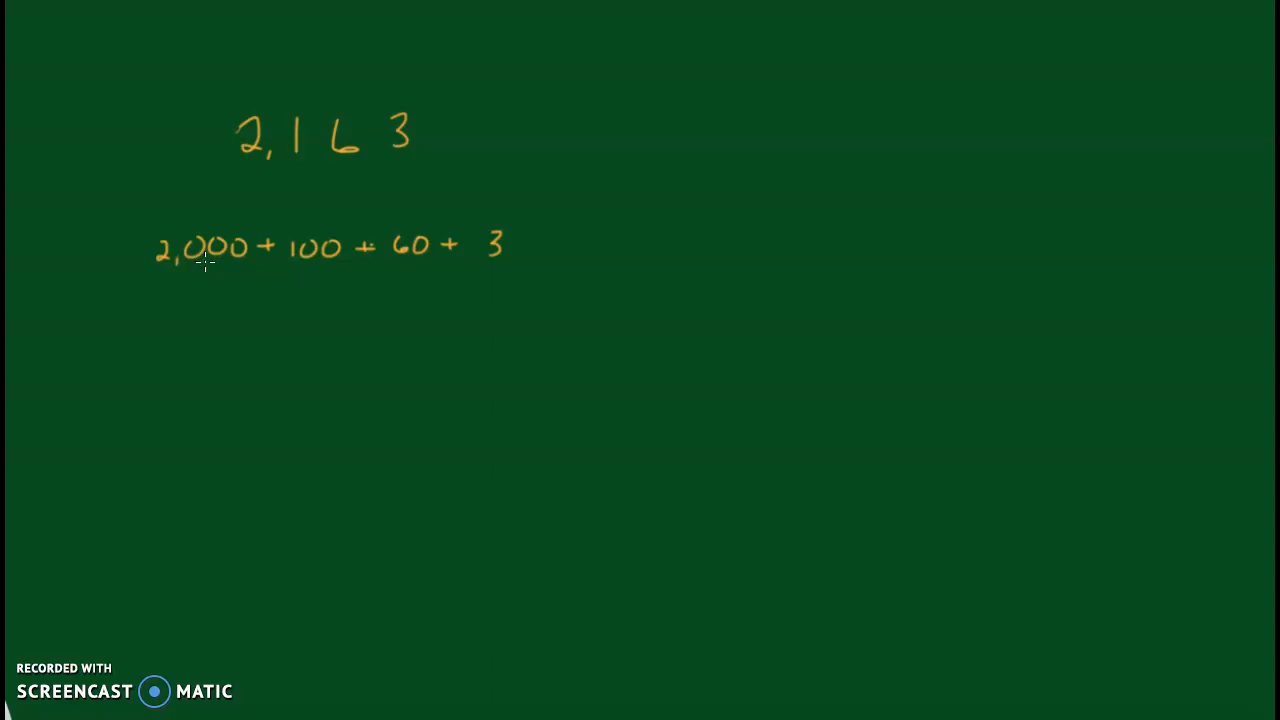 2,163
2,000 + 100 + 60 + 3
RECORDED WITH
SCREENCAST MATIC